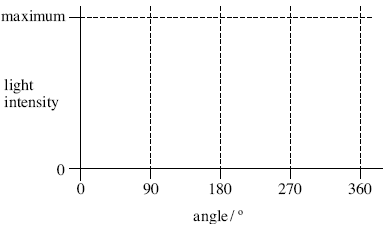 maximum
light
intensity
0
0 90 180 270 360
angle/ °